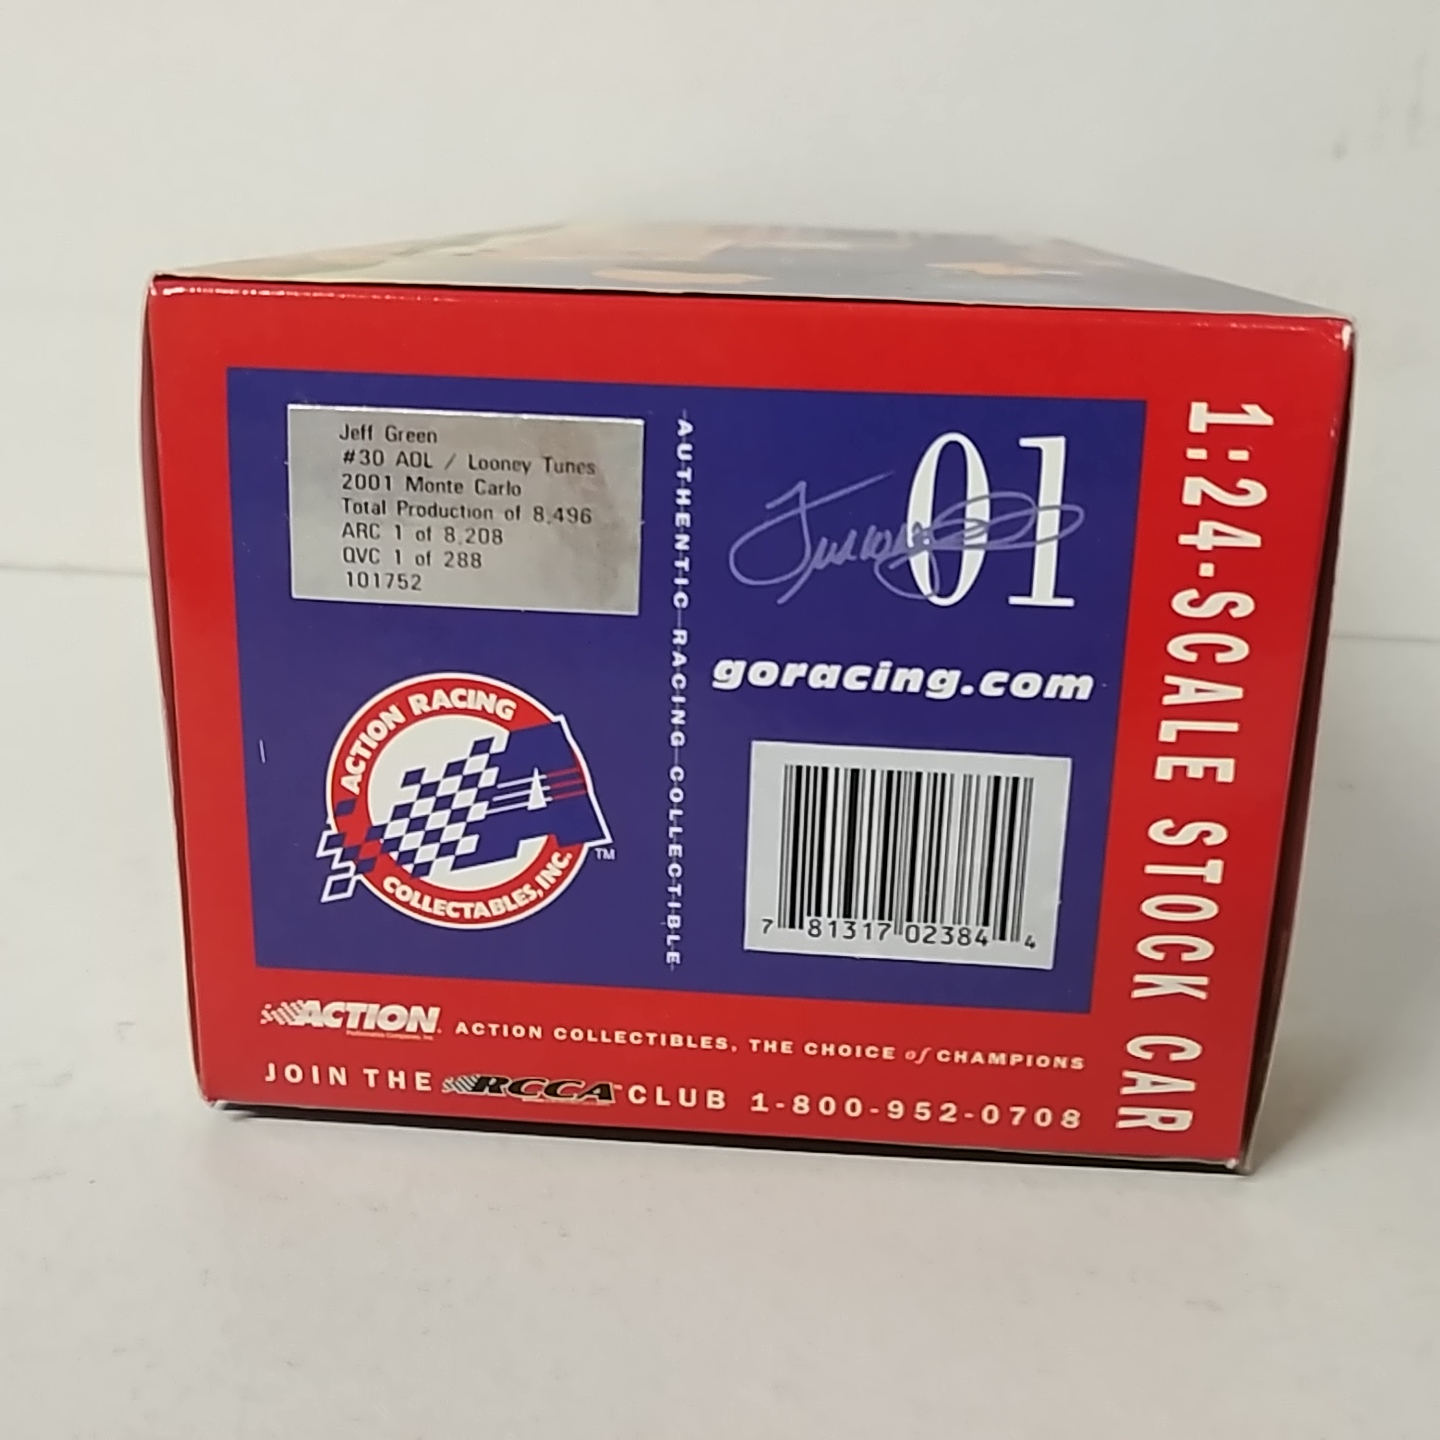 Jeff Green
#30 AOL / Looney Tunes
2001 Monte Carlo
Total Production of 8,496
ARC 1 of 8,208
QVC 1 of 288
101752
AUTHENTIC RACING COLLECTIBLE
01
goracing.com
ACTION RACING
COLLECTABLES, INC.
TM
7 81317 02384 4
1:24-SCALE STOCK CAR
ACTION
ACTION COLLECTIBLES, THE CHOICE of CHAMPIONS
JOIN THE RCCA CLUB 1-800-952-0708